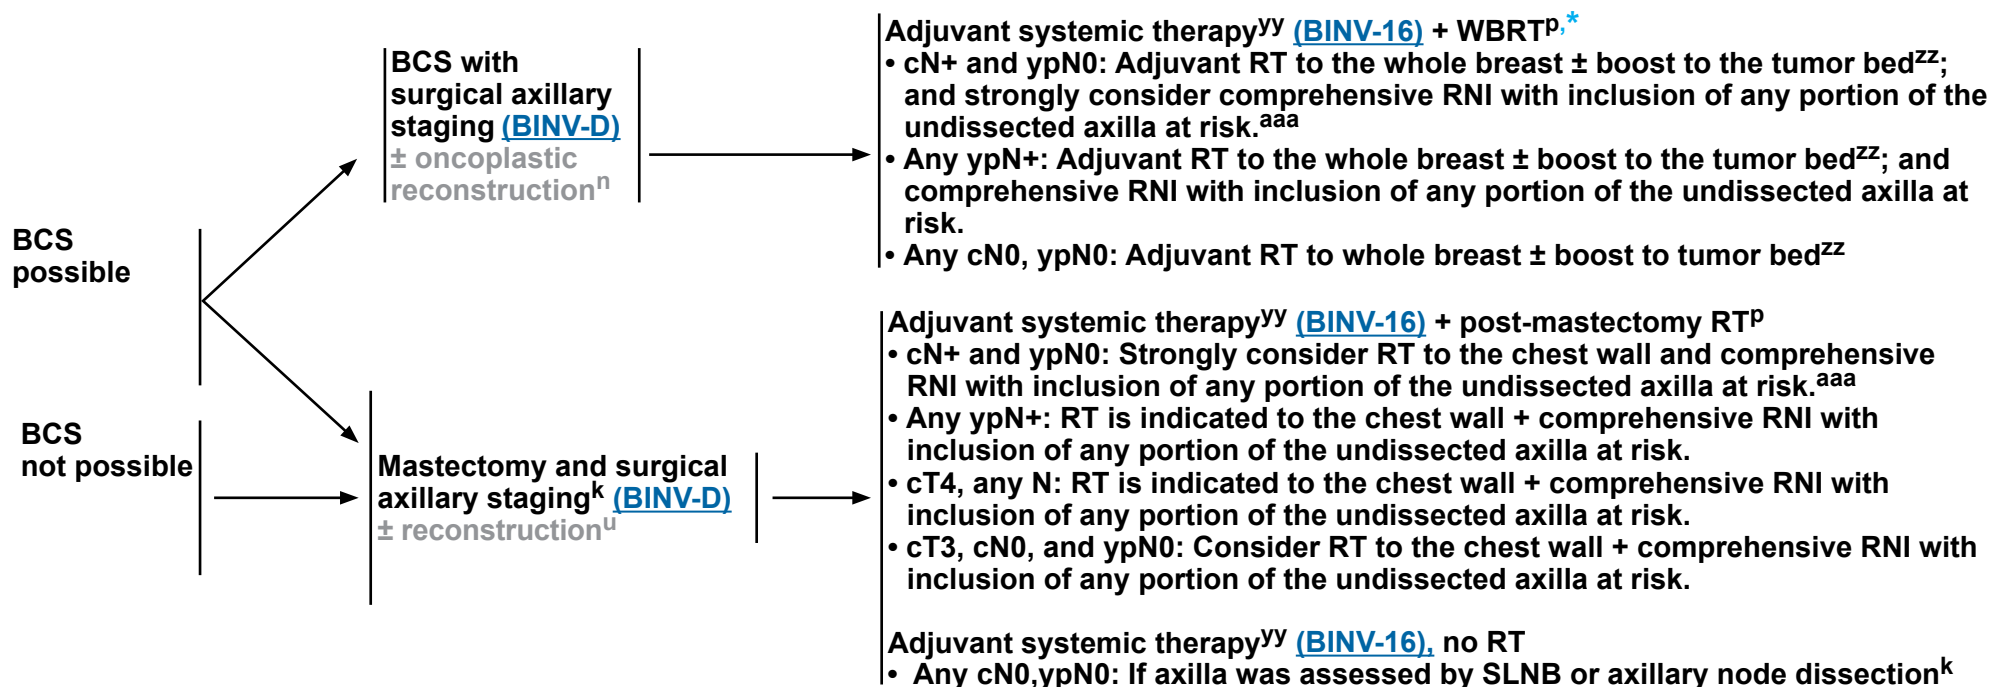 BCS
possible
BCS
not possible
BCS with
surgical axillary
staging (BINV-D)
± oncoplastic
reconstructionⁿ
Mastectomy and surgical
axillary stagingᵏ (BINV-D)
± reconstructionᵘ
Adjuvant systemic therapyʸʸ (BINV-16) + WBRTᵖ,*
• cN+ and ypN0: Adjuvant RT to the whole breast ± boost to the tumor bedᶻᶻ;
and strongly consider comprehensive RNI with inclusion of any portion of the
undissected axilla at risk.ᵃᵃᵃ
• Any ypN+: Adjuvant RT to the whole breast ± boost to the tumor bedᶻᶻ; and
comprehensive RNI with inclusion of any portion of the undissected axilla at
risk.
• Any cN0, ypN0: Adjuvant RT to whole breast ± boost to tumor bedᶻᶻ
Adjuvant systemic therapyʸʸ (BINV-16) + post-mastectomy RTᵖ
• cN+ and ypN0: Strongly consider RT to the chest wall and comprehensive
RNI with inclusion of any portion of the undissected axilla at risk.ᵃᵃᵃ
• Any ypN+: RT is indicated to the chest wall + comprehensive RNI with
inclusion of any portion of the undissected axilla at risk.
• cT4, any N: RT is indicated to the chest wall + comprehensive RNI with
inclusion of any portion of the undissected axilla at risk.
• cT3, cN0, and ypN0: Consider RT to the chest wall + comprehensive RNI with
inclusion of any portion of the undissected axilla at risk.
Adjuvant systemic therapyʸʸ (BINV-16), no RT
• Any cN0,ypN0: If axilla was assessed by SLNB or axillary node dissectionᵏ